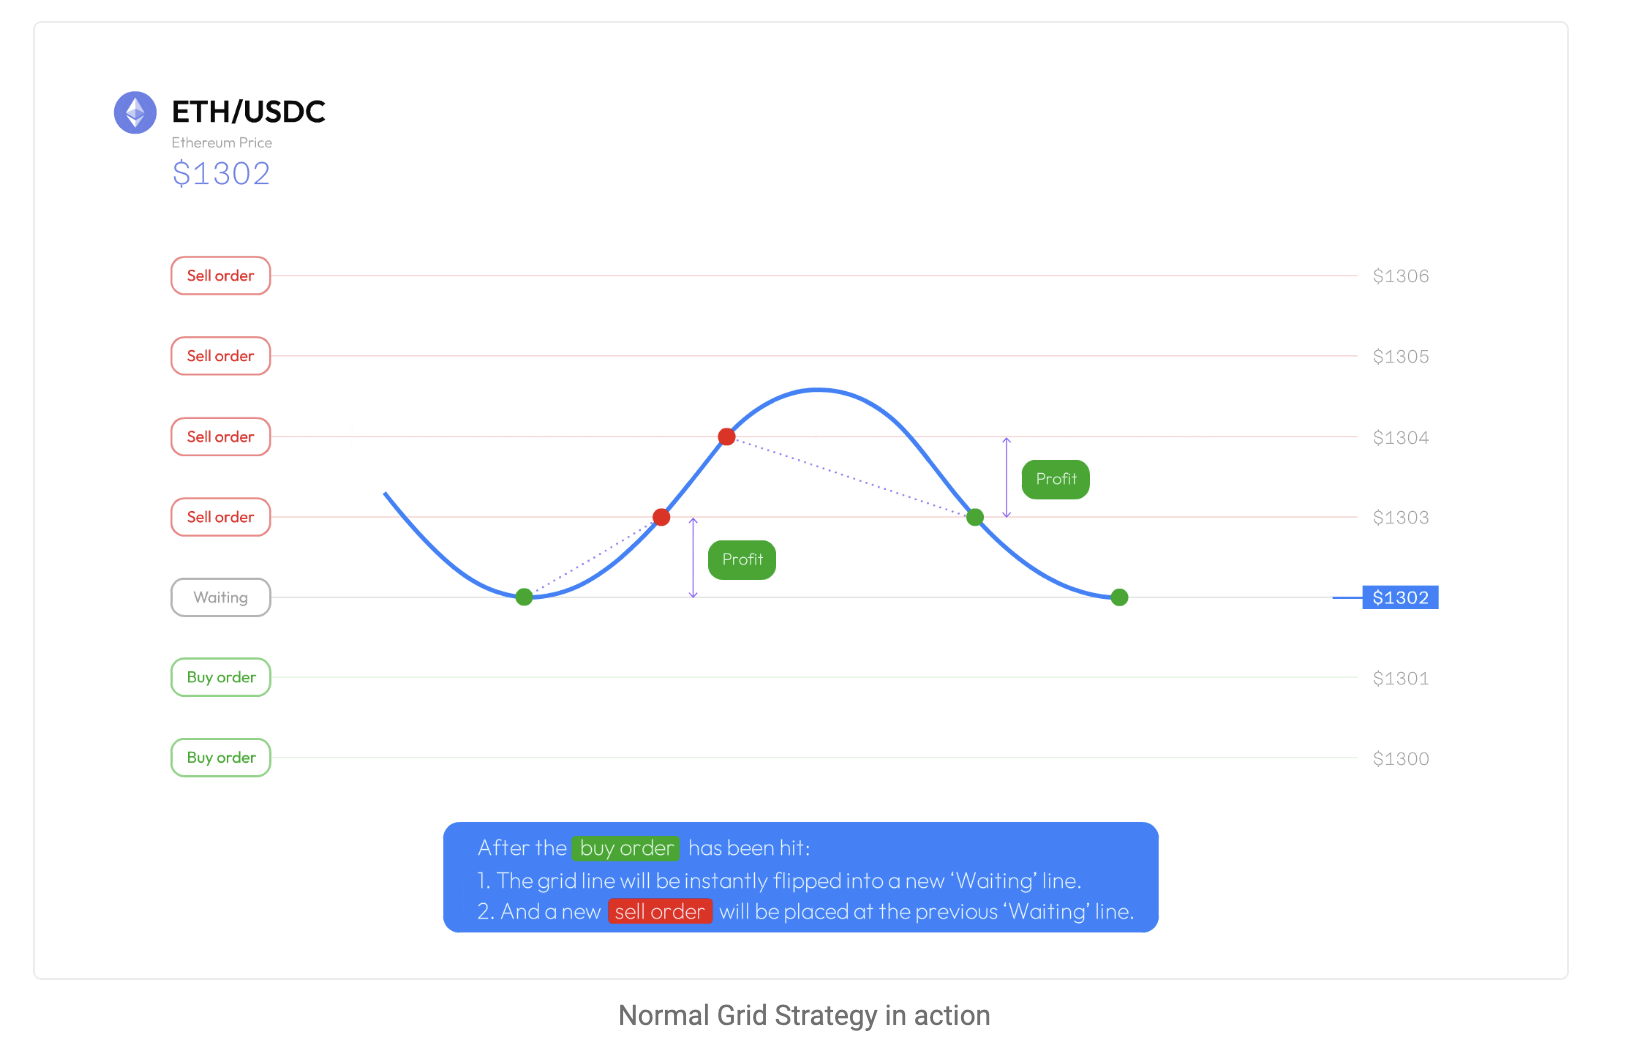 ETH/USDC
Ethereum Price
$1302
Sell order $1306
Sell order $1305
Sell order $1304
Profit
Sell order $1303
Profit
Waiting $1302
Buy order $1301
Buy order $1300
After the buy order has been hit:
1. The grid line will be instantly flipped into a new ‘Waiting’ line.
2. And a new sell order will be placed at the previous ‘Waiting’ line.
Normal Grid Strategy in action